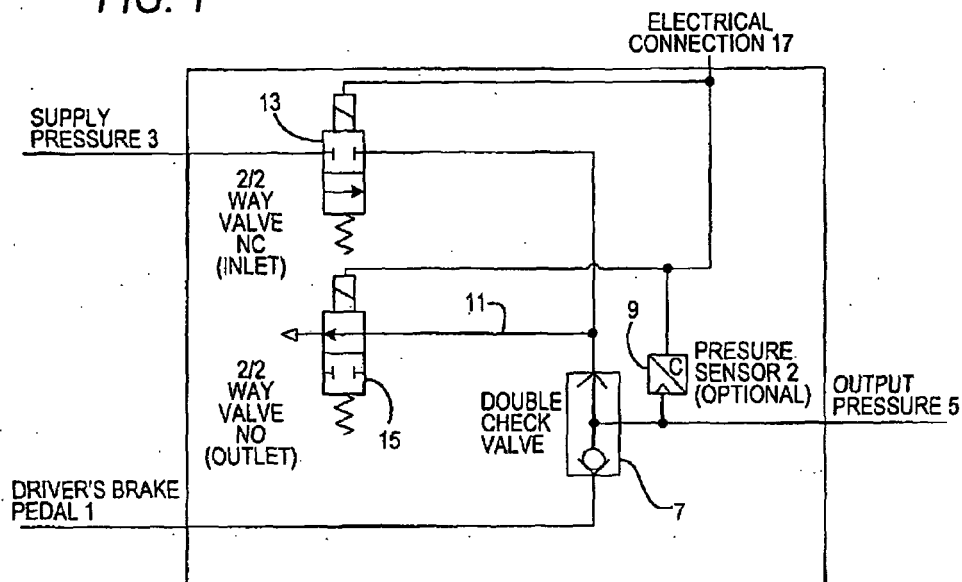 FIG. 1
ELECTRICAL
CONNECTION 17
13
SUPPLY
PRESSURE 3
2/2
WAY
VALVE
NC
(INLET)
11
9
C
PRESURE
SENSOR 2
(OPTIONAL)
OUTPUT
PRESSURE 5
2/2
WAY
VALVE
NO
(OUTLET)
15
DOUBLE
CHECK
VALVE
7
DRIVER'S BRAKE
PEDAL 1